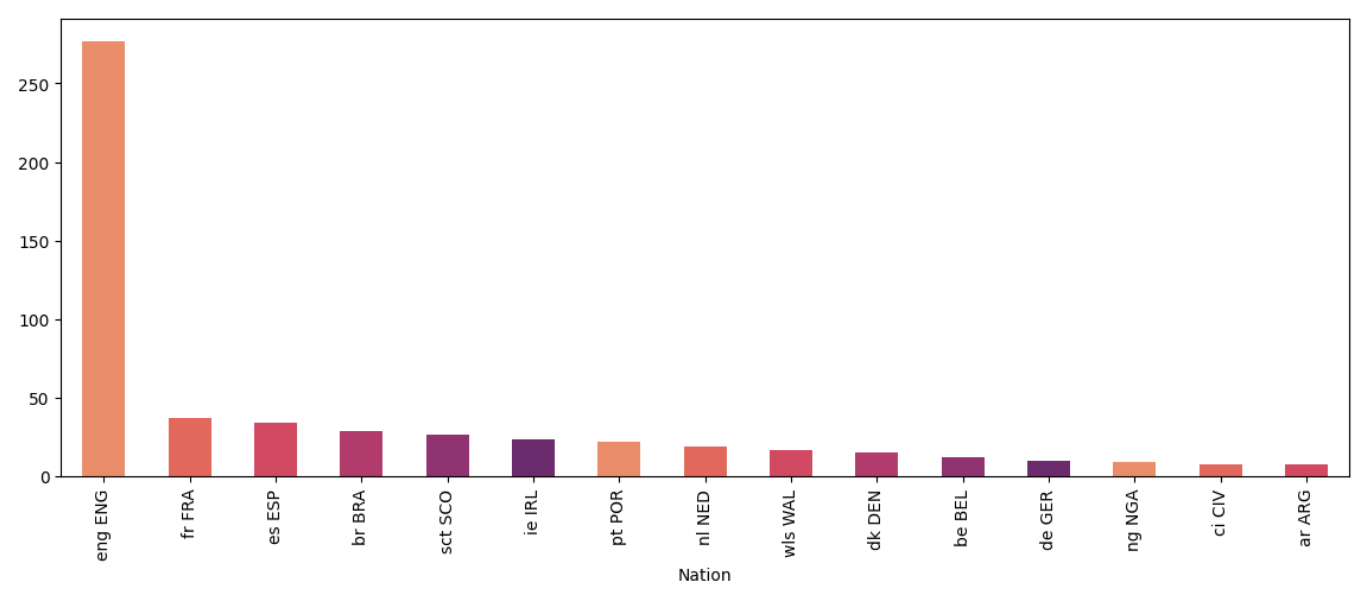 250
200
150
100
50
0
eng ENG
fr FRA
es ESP
br BRA
sct SCO
ie IRL
pt POR
nl NED
wls WAL
dk DEN
be BEL
de GER
ng NGA
ci CIV
ar ARG
Nation